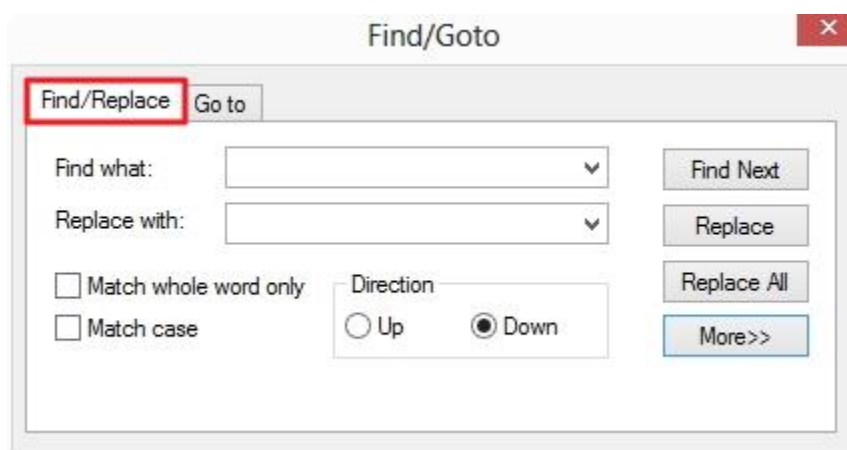 Find/Goto
Find/Replace Go to
Find what: Find Next
Replace with: Replace
Match whole word only Direction Replace All
Match case Up Down More>>